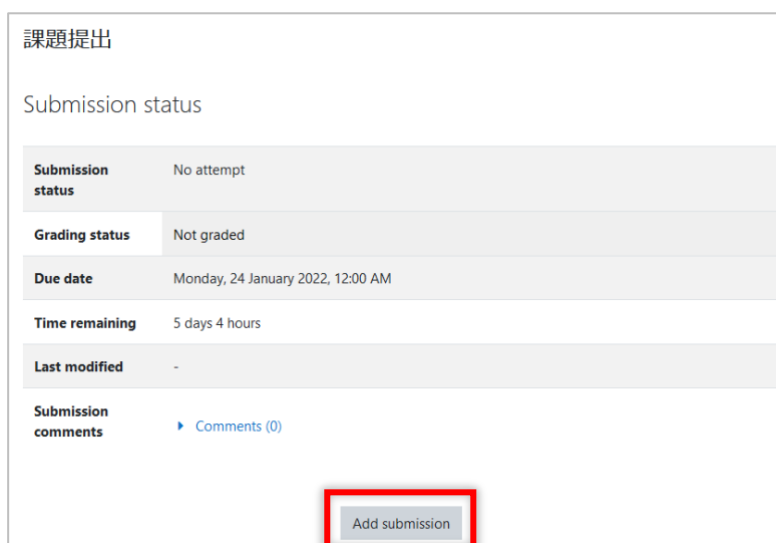 課題提出
Submission status
Submission
status
No attempt
Grading status
Not graded
Due date
Monday, 24 January 2022, 12:00 AM
Time remaining
5 days 4 hours
Last modified
-
Submission
comments
Comments (0)
Add submission